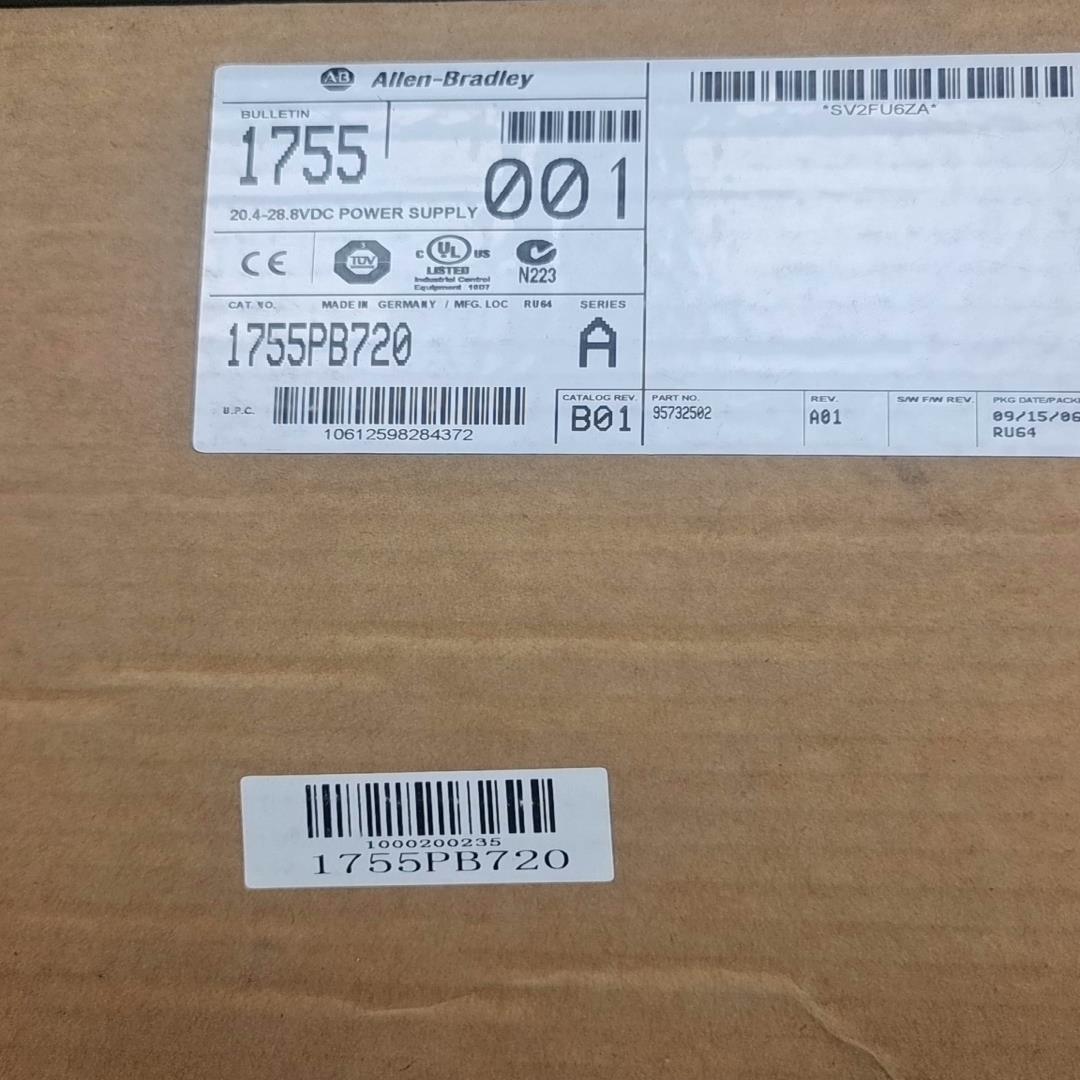 AB Allen-Bradley
*SV2FU6ZA*
BULLETIN
1755
001
20.4-28.8VDC POWER SUPPLY
CE
TUV
C UL US
LISTED
Industrial Control
Equipment 16D7
N223
CAT. NO. MADE IN GERMANY / MFG. LOC RU64 SERIES
1755PB720 A
U.P.C.
10612598284372
CATALOG REV.
B01
PART NO.
95732502
REV.
A01
S/W F/W REV.
PKG DATE/PACK
09/15/06
RU64
1000200235
1755PB720